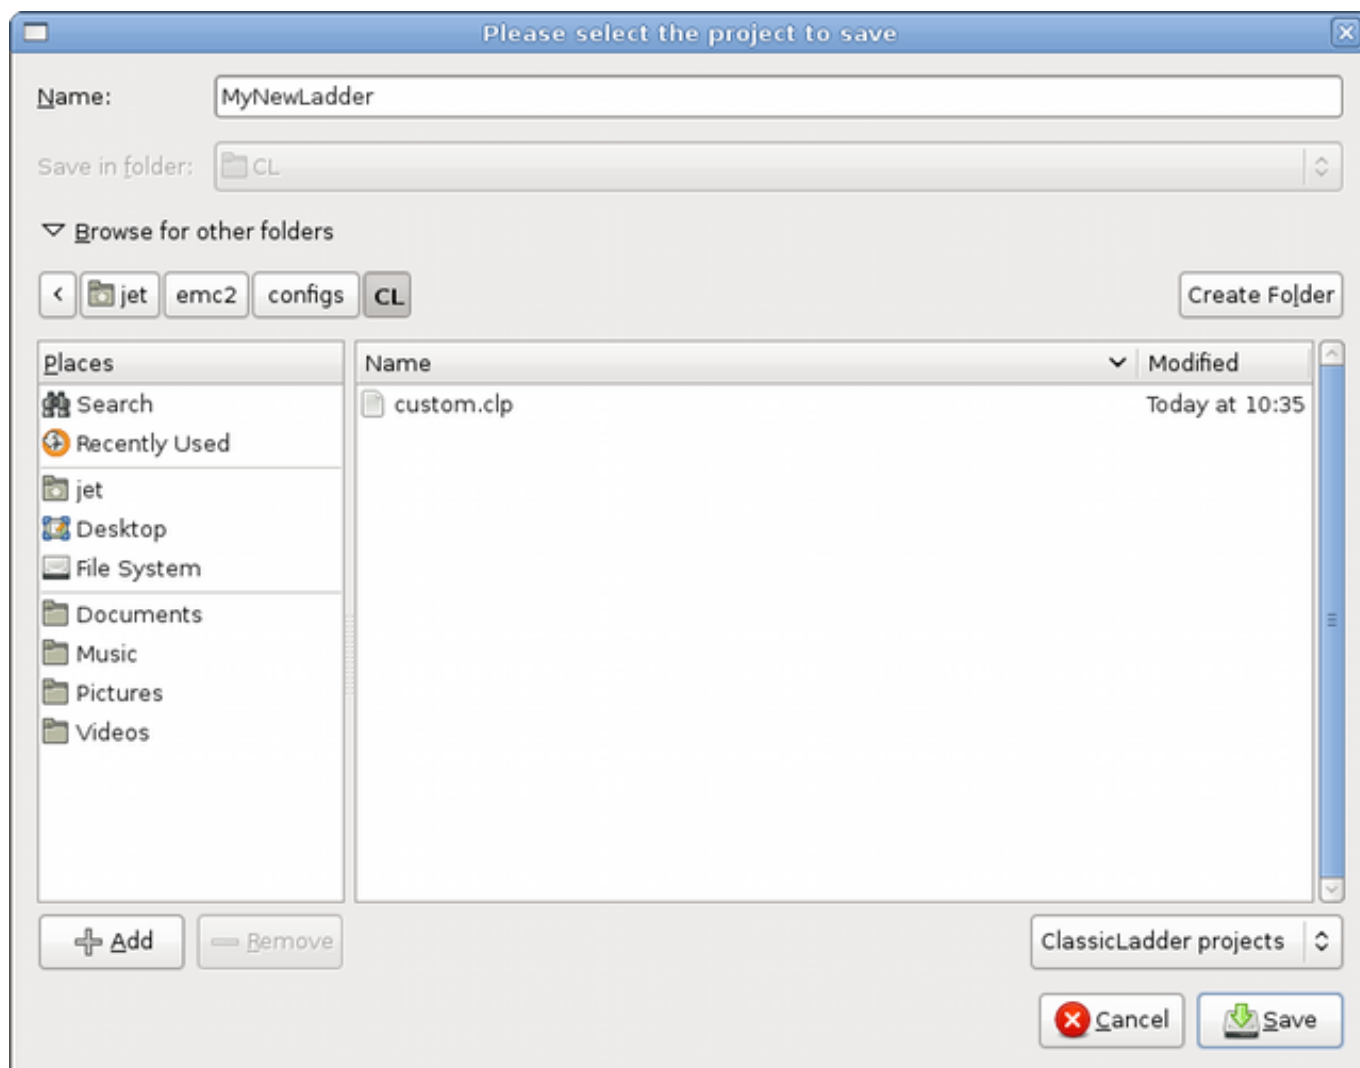 Please select the project to save
Name: MyNewLadder
Save in folder: CL
Browse for other folders
< jet emc2 configs CL Create Folder
Places Name Modified
Search custom.clp Today at 10:35
Recently Used
jet
Desktop
File System
Documents
Music
Pictures
Videos
Add Remove ClassicLadder projects
Cancel Save